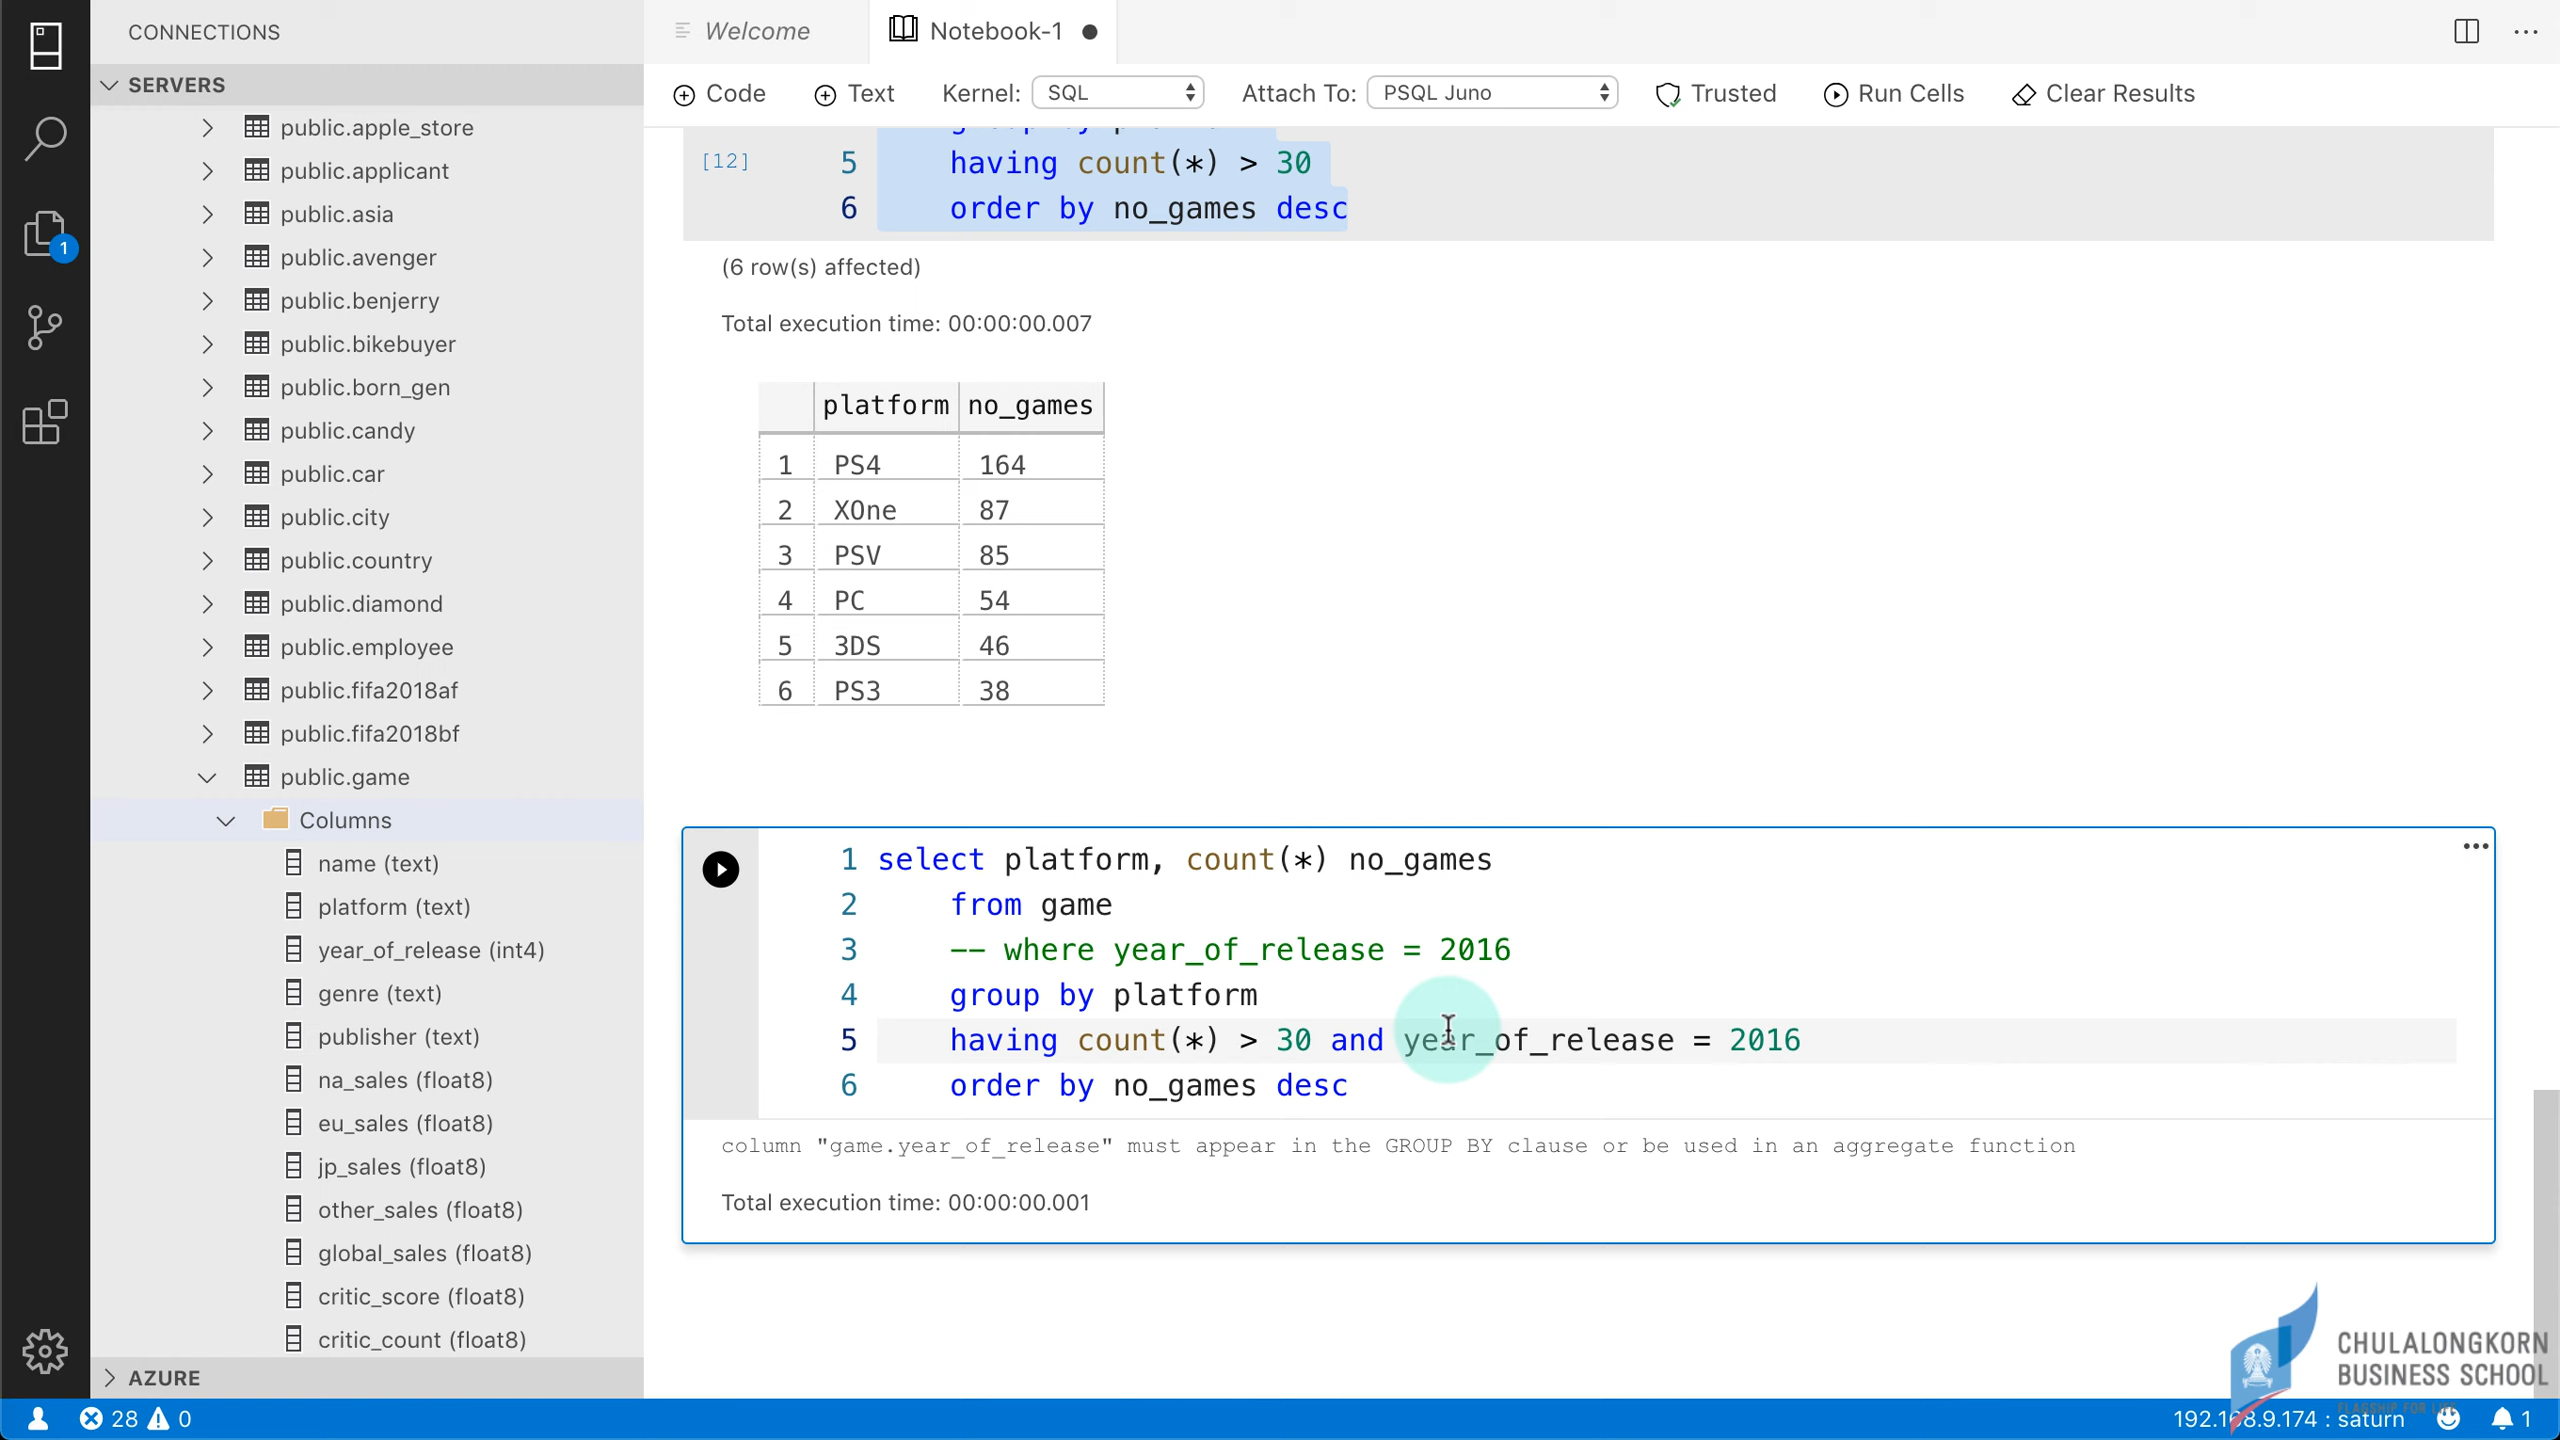 CONNECTIONS
SERVERS
public.apple_store
public.applicant
public.asia
public.avenger
public.benjerry
public.bikebuyer
public.born_gen
public.candy
public.car
public.city
public.country
public.diamond
public.employee
public.fifa2018af
public.fifa2018bf
public.game
Columns
name (text)
platform (text)
year_of_release (int4)
genre (text)
publisher (text)
na_sales (float8)
eu_sales (float8)
jp_sales (float8)
other_sales (float8)
global_sales (float8)
critic_score (float8)
critic_count (float8)
AZURE
1
Welcome
Notebook-1
Code Text Kernel: SQL Attach To: PSQL Juno Trusted Run Cells Clear Results
[12] 5 having count(*) > 30
6 order by no_games desc
(6 row(s) affected)
Total execution time: 00:00:00.007
platform no_games
1 PS4 164
2 XOne 87
3 PSV 85
4 PC 54
5 3DS 46
6 PS3 38
1 select platform, count(*) no_games
2 from game
3 -- where year_of_release = 2016
4 group by platform
5 having count(*) > 30 and year_of_release = 2016
6 order by no_games desc
column "game.year_of_release" must appear in the GROUP BY clause or be used in an aggregate function
Total execution time: 00:00:00.001
CHULALONGKORN
BUSINESS SCHOOL
28 0
192.168.9.174 : saturn 1